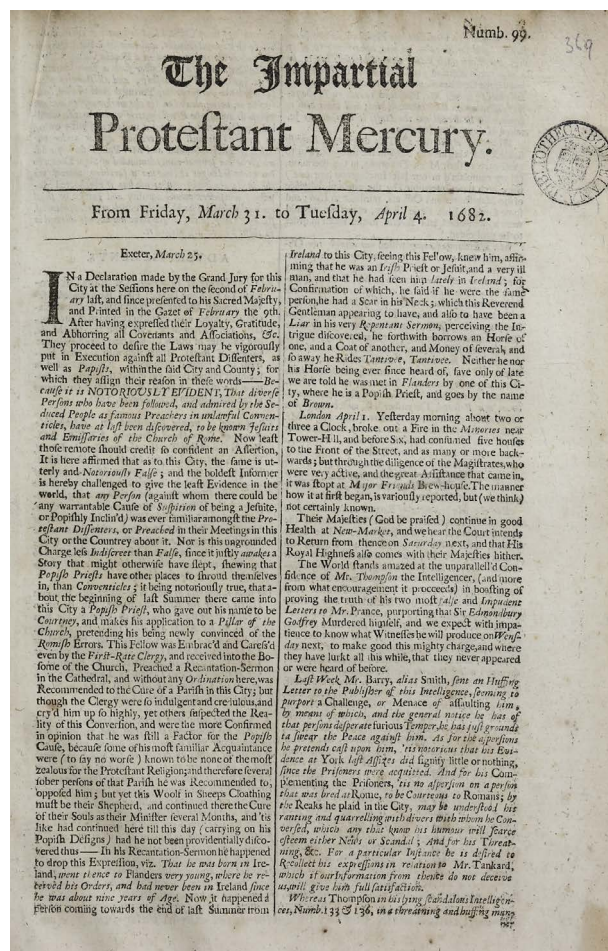 Numb. 99.
369
The Impartial
Proteſtant Mercury.
From Friday, March 31. to Tueſday, April 4. 1682.
Exeter, March 25.
IN a Declaration made by the Grand Jury for this
City at the Seſſions here on the ſecond of Febru-
ary laſt, and ſince preſented to his Sacred Majeſty,
and Printed in the Gazet of February the 9th.
After having expreſſed their Loyalty, Gratitude,
and Abhorring all Covenants and Aſſociations, &c.
They proceed to deſire the Laws may be vigorouſly
put in Execution againſt all Proteſtant Diſſenters, as
well as Papiſts, within the ſaid City and County; for
which they aſſign their reaſon in theſe words——Be-
cauſe it is NOTORIOUSLY EVIDENT, That diverſe
Perſons who have been followed, and admired by the Se-
duced People as famous Preachers in unlawful Conven-
ticles, have at laſt been diſcovered, to be known Jeſuits
and Emiſſaries of the Church of Rome. Now leaſt
thoſe remote ſhould credit ſo confident an Aſſertion,
It is here affirmed that as to this City, the ſame is ut-
terly and Notoriouſly Falſe; and the boldeſt Informer
is hereby challenged to give the leaſt Evidence in the
world, that any Perſon (againſt whom there could be
any warrantable Cauſe of Suſpition of being a Jeſuite,
or Popiſhly Inclin'd) was ever familiar amongſt the Pro-
teſtant Diſſenters, or Preached in their Meetings in this
City or the Countrey about it. Nor is this ungrounded
Charge leſs Indiſcreet than Falſe, ſince it juſtly awakes a
Story that might otherwiſe have ſlept, ſhewing that
Popiſh Prieſts have other places to ſhroud themſelves
in, than Conventicles; it being notoriouſly true, that a-
bout the beginning of laſt Summer there came into
this City a Popiſh Prieſt, who gave out his name to be
Courtney, and makes his application to a Pillar of the
Church, pretending his being newly convinced of the
Romiſh Errors. This Fellow was Embrac'd and Careſs'd
even by the Firſt-Rate Clergy, and received into the Bo-
ſome of the Church, Preached a Recantation-Sermon
in the Cathedral, and without any Ordination here, was
Recommended to the Cure of a Pariſh in this City; but
though the Clergy were ſo indulgent and credulous, and
cry'd him up ſo highly, yet others ſuſpected the Rea-
lity of this Converſion, and were the more Confirmed
in opinion that he was ſtill a Factor for the Popiſh
Cauſe, becauſe ſome of his moſt familiar Acquaintance
were (to ſay no worſe) known to be none of the moſt
zealous for the Proteſtant Religion; and therefore ſeveral
ſober perſons of that Pariſh he was Recommended to,
oppoſed him; but yet this Woolf in Sheeps Cloathing
muſt be their Shepherd, and continued there the Cure
of their Souls as their Miniſter ſeveral Months, and 'tis
like had continued here till this day (carrying on his
Popiſh Deſigns) had he not been providentially diſco-
vered thus——In his Recantation-Sermon he happened
to drop this Expreſſion, viz. That he was born in Ire-
land, went thence to Flanders very young, where he re-
ceived his Orders, and had never been in Ireland ſince
he was about nine years of Age. Now it happened a
perſon coming towards the end of laſt Summer from
Ireland to this City, ſeeing this Fellow, knew him, affir-
ming that he was an Iriſh Prieſt or Jeſuit, and a very ill
man, and that he had ſeen him lately in Ireland; for
Confirmation of which, he ſaid if he were the ſame
perſon, he had a Scar in his Neck; which this Reverend
Gentleman appearing to have, and alſo to have been a
Liar in his very Repentant Sermon, perceiving the In-
trigue diſcovered, he forthwith borrows an Horſe of
one, and a Coat of another, and Money of ſeveral, and
ſo away he Rides Tantivee, Tantivee. Neither he nor
his Horſe being ever ſince heard of, ſave only of late
we are told he was met in Flanders by one of this Ci-
ty, where he is a Popiſh Prieſt, and goes by the name
of Brown.
London April 1. Yeſterday morning about two or
three a Clock, broke out a Fire in the Minories near
Tower-Hill, and before Six, had conſumed five houſes
to the Front of the Street, and as many or more back-
wards; but through the diligence of the Magiſtrates, who
were very active, and the great Aſſiſtance that came in,
it was ſtopt at Major Friends Brew-houſe. The manner
how it at firſt began, is variouſly reported, but (we think)
not certainly known.
Their Majeſties (God be praiſed) continue in good
Health at New-Market, and we hear the Court intends
to Return from thence on Saturday next, and that His
Royal Highneſs alſo comes with their Majeſties hither.
The World ſtands amazed at the unparallell'd Con-
fidence of Mr. Thompſon the Intelligencer, (and more
from what encouragement it proceeds) in boaſting of
proving the truth of his two moſt falſe and Impudent
Letters to Mr. Prance, purporting that Sir Edmondbury
Godfrey Murdered himſelf, and we expect with impa-
tience to know what Witneſſes he will produce on Wenſ-
day next, to make good this mighty charge, and where
they have lurkt all this while, that they never appeared
or were heard of before.
Laſt Week Mr. Barry, alias Smith, ſent an Huffing
Letter to the Publiſher of this Intelligence, ſeeming to
purport a Challenge, or Menace of aſſaulting him,
by means of which, and the general notice he has of
that perſons deſperate furious Temper, he has juſt grounds
to ſwear the Peace againſt him. As for the aſperſions
he pretends caſt upon him, 'tis notorious that his Evi-
dence at York laſt Aſſizes did ſignify little or nothing,
ſince the Priſoners were acquitted. And for his Com-
plementing the Priſoners, 'tis no aſperſion on a perſon
that was bred at Rome, to be Courteous to Romans; by
the Reaks he plaid in the City, may be underſtood his
ranting and quarrelling with divers with whom he Con-
verſed, which any that know his humour will ſcarce
eſteem either News or Scandal; And for his Threat-
ning, &c. For a particular Inſtance he is deſired to
Recollect his expreſſions in relation to Mr. Tankard,
which if our Information from thence do not deceive
us, will give him full ſatisfaction.
Whereas Thompſon in his lying ſcandalous Intelligen-
ces, Numb. 133 & 136, in a threatning and huffing man-
ner